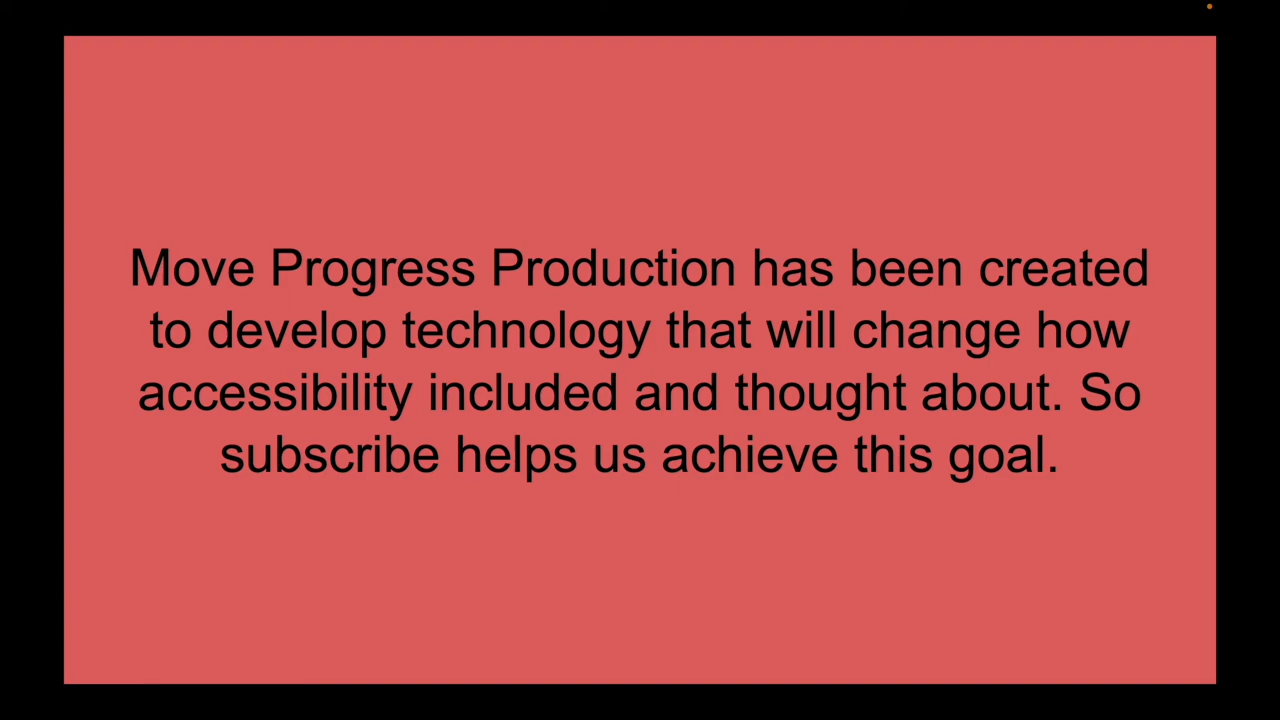 Move Progress Production has been created
to develop technology that will change how
accessibility included and thought about. So
subscribe helps us achieve this goal.